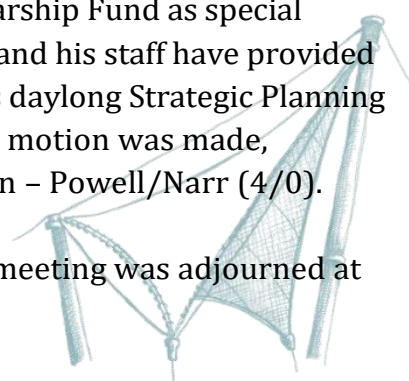 arship Fund as special
and his staff have provided
daylong Strategic Planning
motion was made,
n – Powell/Narr (4/0).
meeting was adjourned at